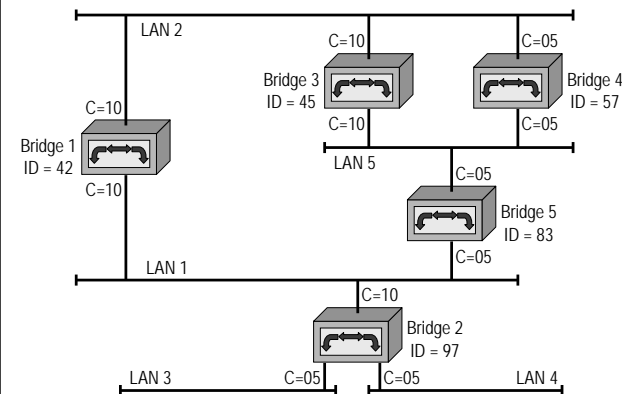 LAN 2
C=10
C=05
Bridge 3
ID = 45
Bridge 4
ID = 57
C=10
Bridge 1
ID = 42
C=10
C=10
C=05
LAN 5
C=05
Bridge 5
ID = 83
C=05
LAN 1
C=10
Bridge 2
ID = 97
LAN 3
C=05
C=05
LAN 4